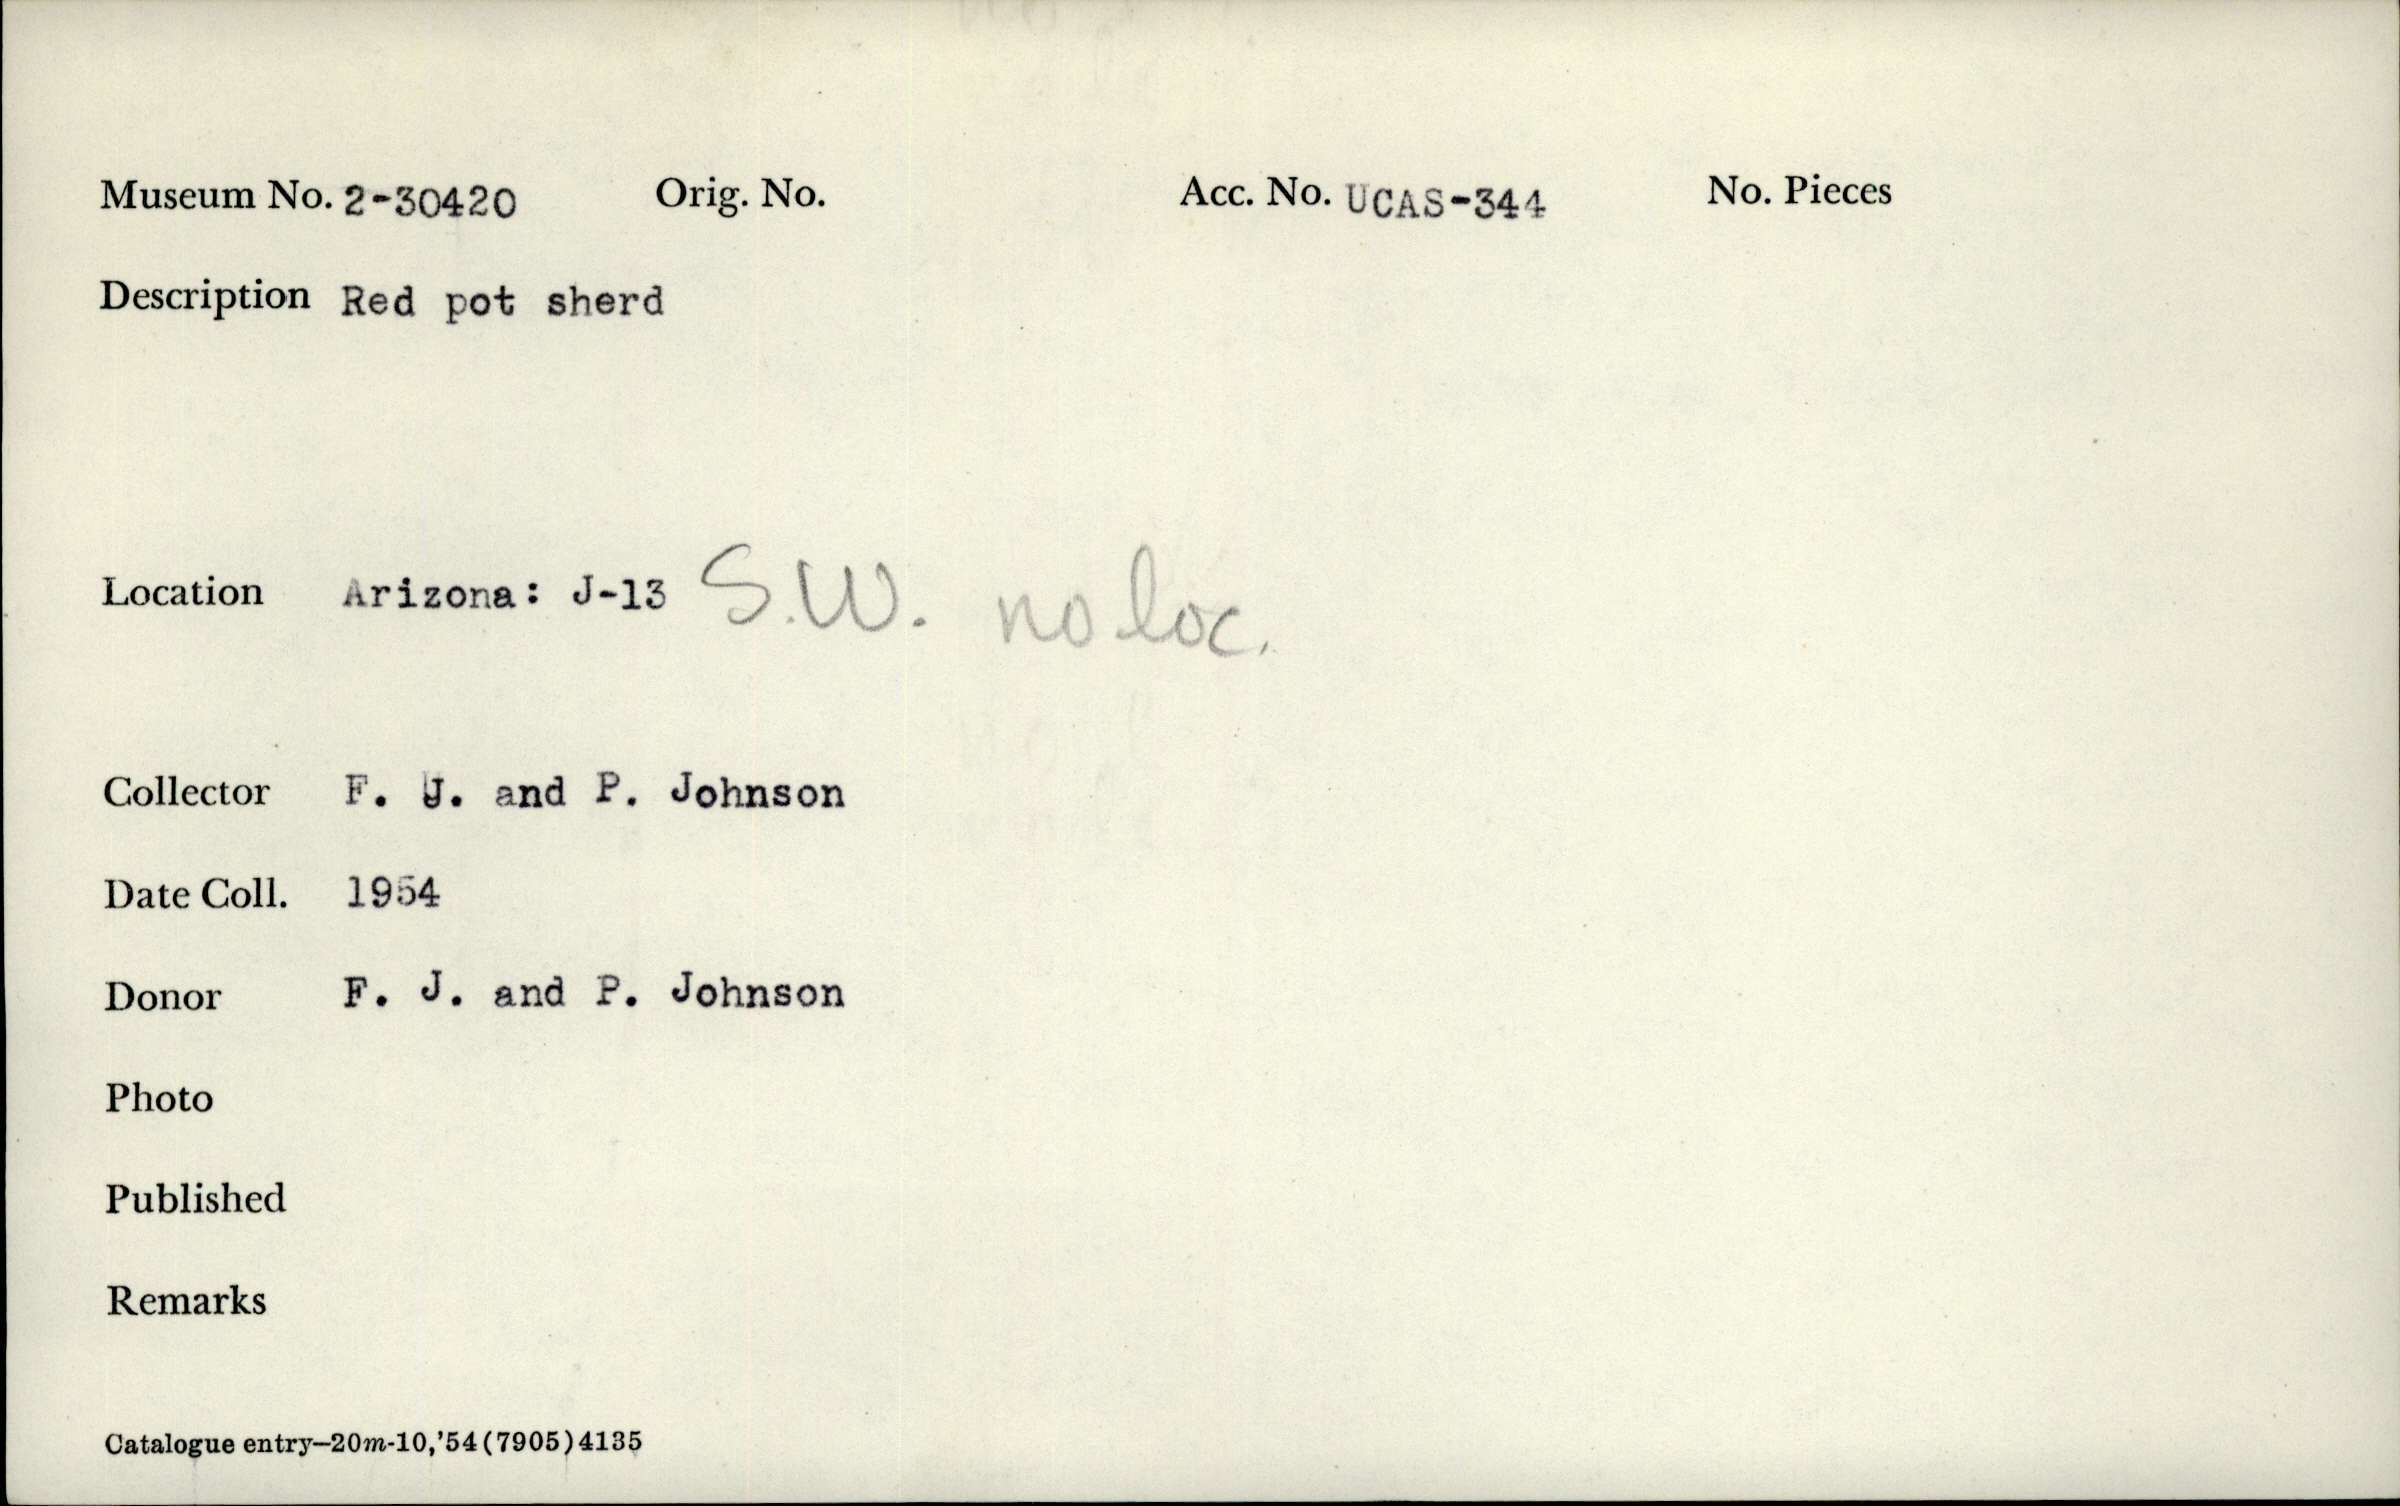 Museum No. 2-30420 Orig. No. Acc. No. UCAS-344 No. Pieces
Description Red pot sherd
Location Arizona: J-13 S.W. no loc.
Collector F. J. and P. Johnson
Date Coll. 1954
Donor F. J. and P. Johnson
Photo
Published
Remarks
Catalogue entry—20m-10,'54(7905)4135